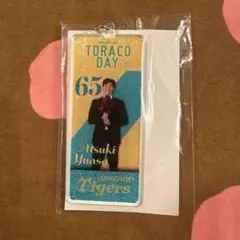 TORACO
DAY
65
Atsuki
Yuasa
HANSHIN
Tigers